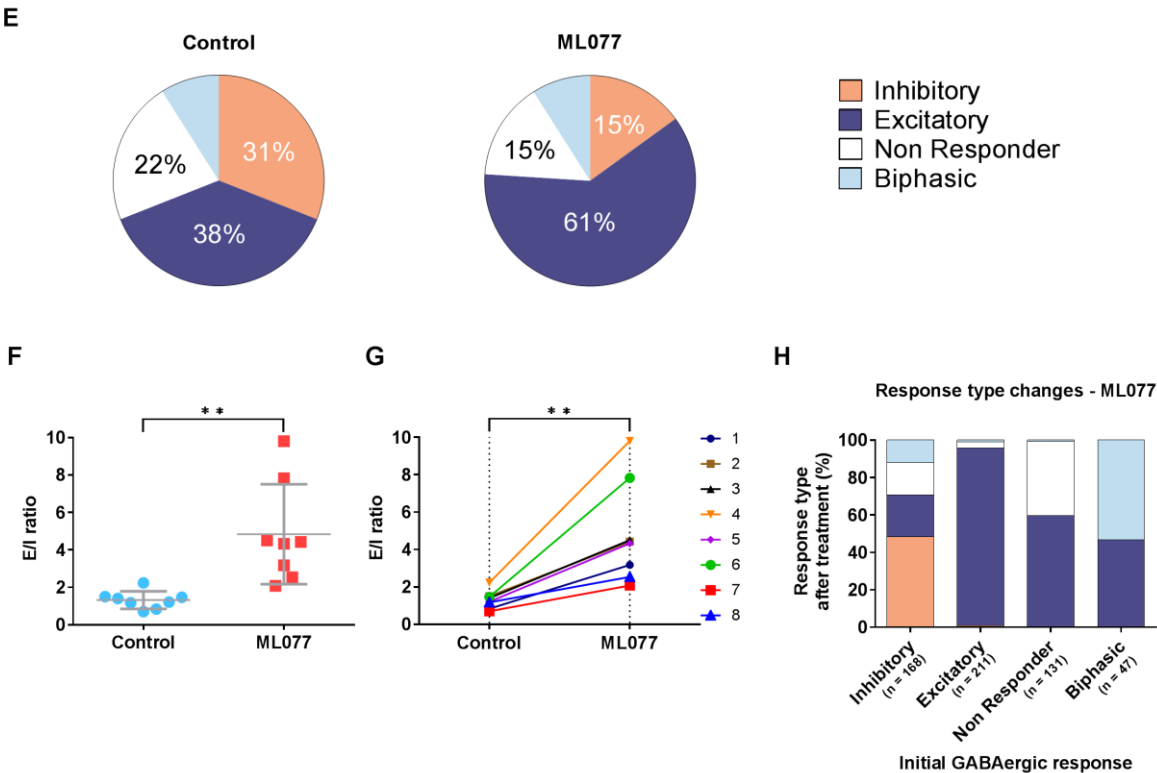 E
Control
ML077
31%
38%
22%
15%
61%
15%
Inhibitory
Excitatory
Non Responder
Biphasic
F
* *
E/I ratio
10
8
6
4
2
0
Control
ML077
G
* *
E/I ratio
10
8
6
4
2
0
Control
ML077
1
2
3
4
5
6
7
8
H
Response type changes - ML077
Response type
after treatment (%)
100
80
60
40
20
0
Inhibitory
(n = 168)
Excitatory
(n = 211)
Non Responder
(n = 131)
Biphasic
(n = 47)
Initial GABAergic response